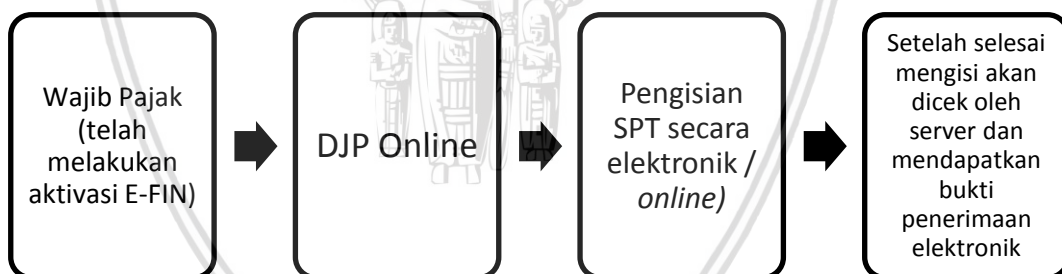 Wajib Pajak
(telah
melakukan
aktivasi E-FIN)
DJP Online
Pengisian
SPT secara
elektronik /
online)
Setelah selesai
mengisi akan
dicek oleh
server dan
mendapatkan
bukti
penerimaan
elektronik